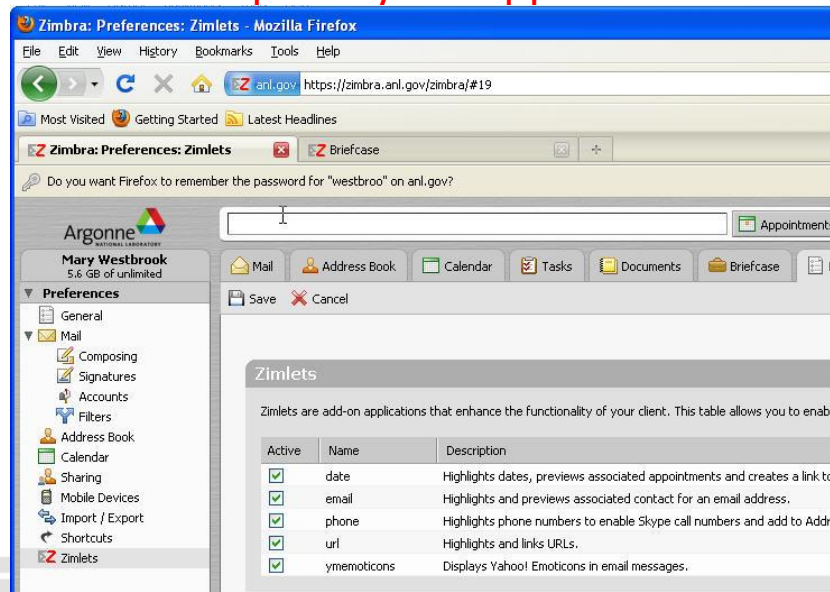 Zimbra: Preferences: Zimlets - Mozilla Firefox
File Edit View History Bookmarks Tools Help
anl.gov https://zimbra.anl.gov/zimbra/#19
Most Visited Getting Started Latest Headlines
Zimbra: Preferences: Zimlets Briefcase
Do you want Firefox to remember the password for "westbroo" on anl.gov?
Argonne
NATIONAL LABORATORY
Appointments
Mary Westbrook
5.6 GB of unlimited
Mail Address Book Calendar Tasks Documents Briefcase
Preferences
Save Cancel
General
Mail
Composing
Signatures
Accounts
Filters
Address Book
Calendar
Sharing
Mobile Devices
Import / Export
Shortcuts
Zimlets
Zimlets
Zimlets are add-on applications that enhance the functionality of your client. This table allows you to enab
Active Name Description
date Highlights dates, previews associated appointments and creates a link to
email Highlights and previews associated contact for an email address.
phone Highlights phone numbers to enable Skype call numbers and add to Addr
url Highlights and links URLs.
ymemoticons Displays Yahoo! Emoticons in email messages.